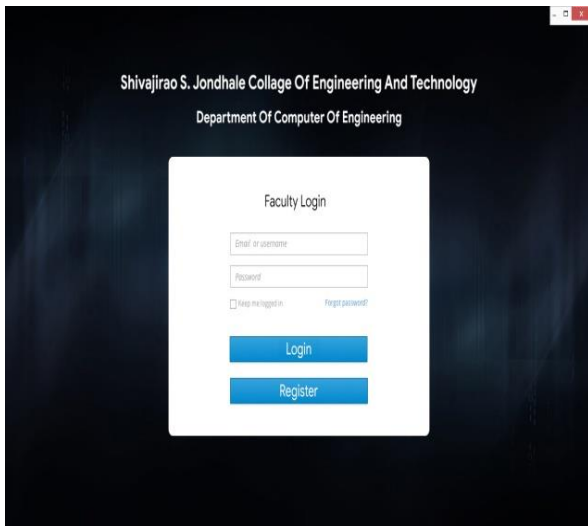 Shivajirao S. Jondhale Collage Of Engineering And Technology
Department Of Computer Of Engineering
Faculty Login
Email or username
Password
Keep me logged in
Forgot password?
Login
Register